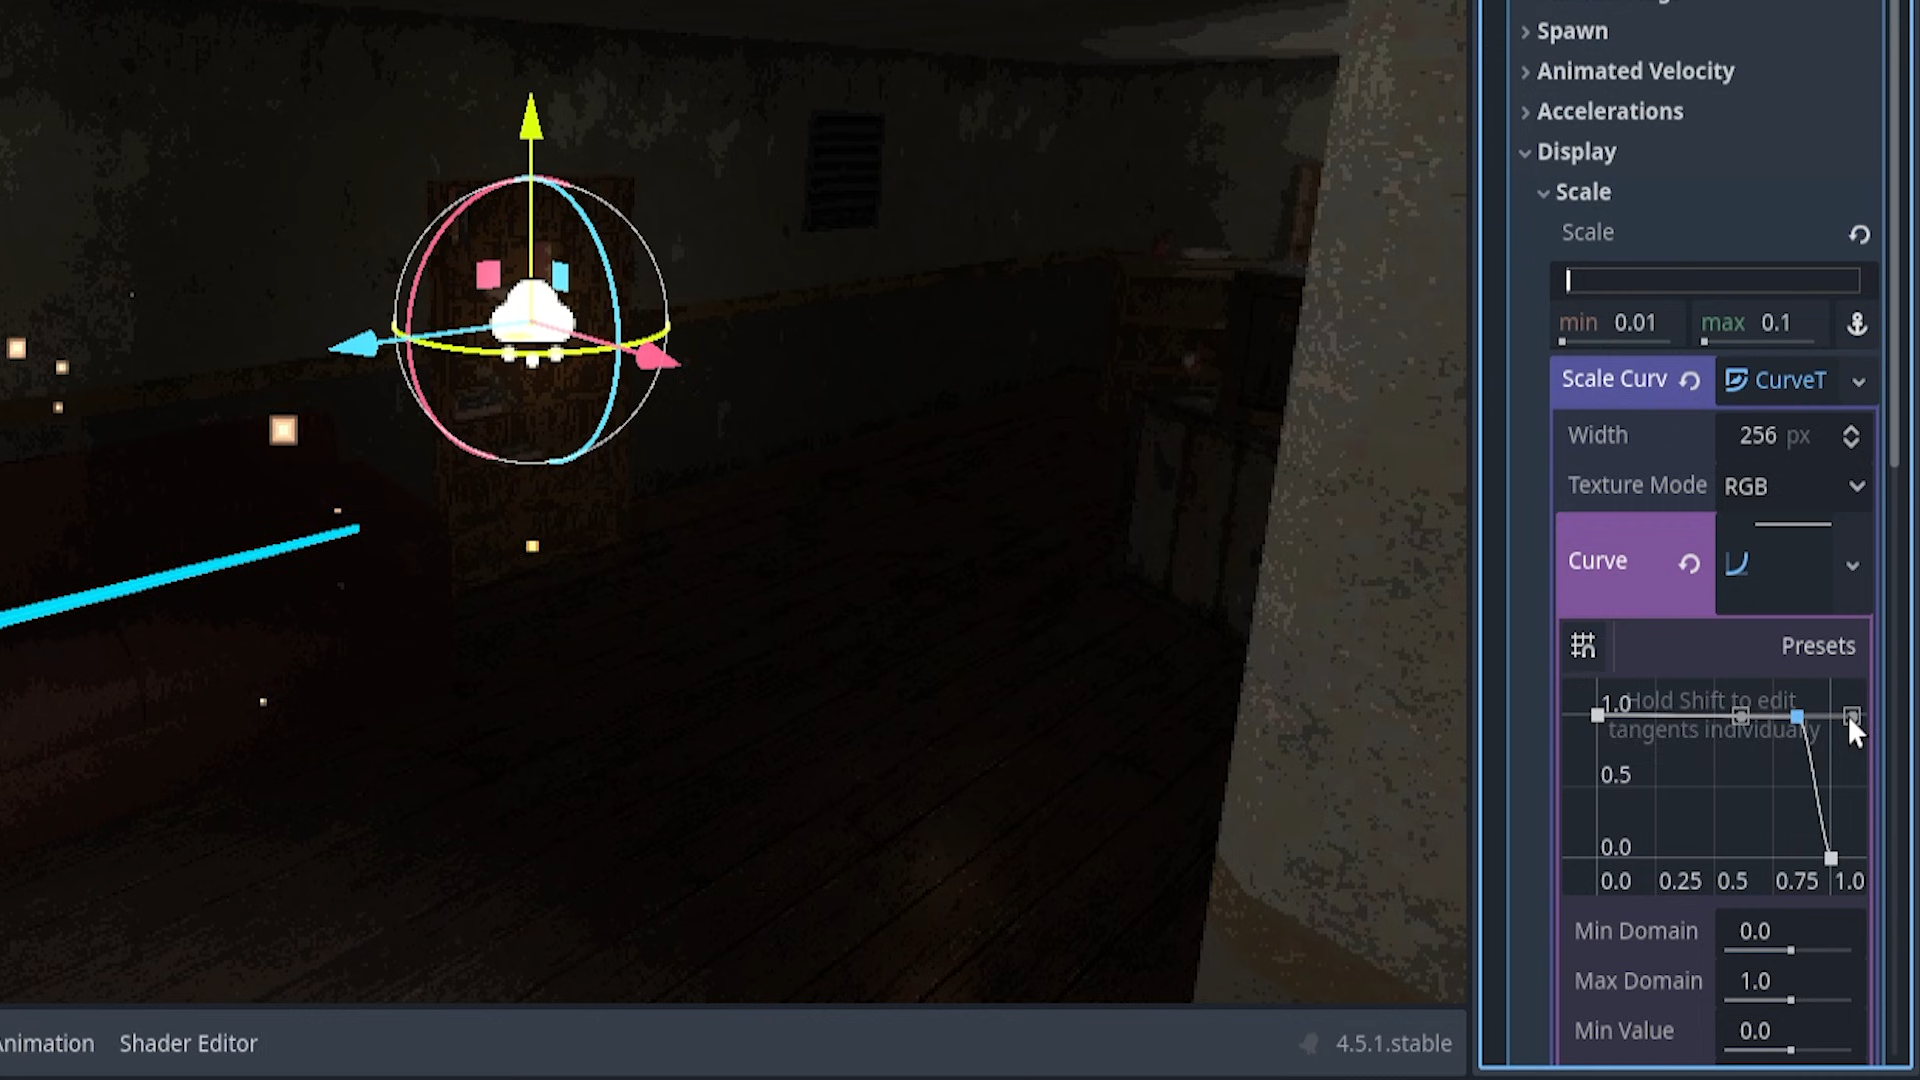 Spawn
Animated Velocity
Accelerations
Display
Scale
Scale
min 0.01 max 0.1
Scale Curv CurveT
Width 256 px
Texture Mode RGB
Curve
Presets
1.0
Hold Shift to edit
tangents individually
0.5
0.0
0.0 0.25 0.5 0.75 1.0
Min Domain 0.0
Max Domain 1.0
Min Value 0.0
nimation Shader Editor 4.5.1.stable